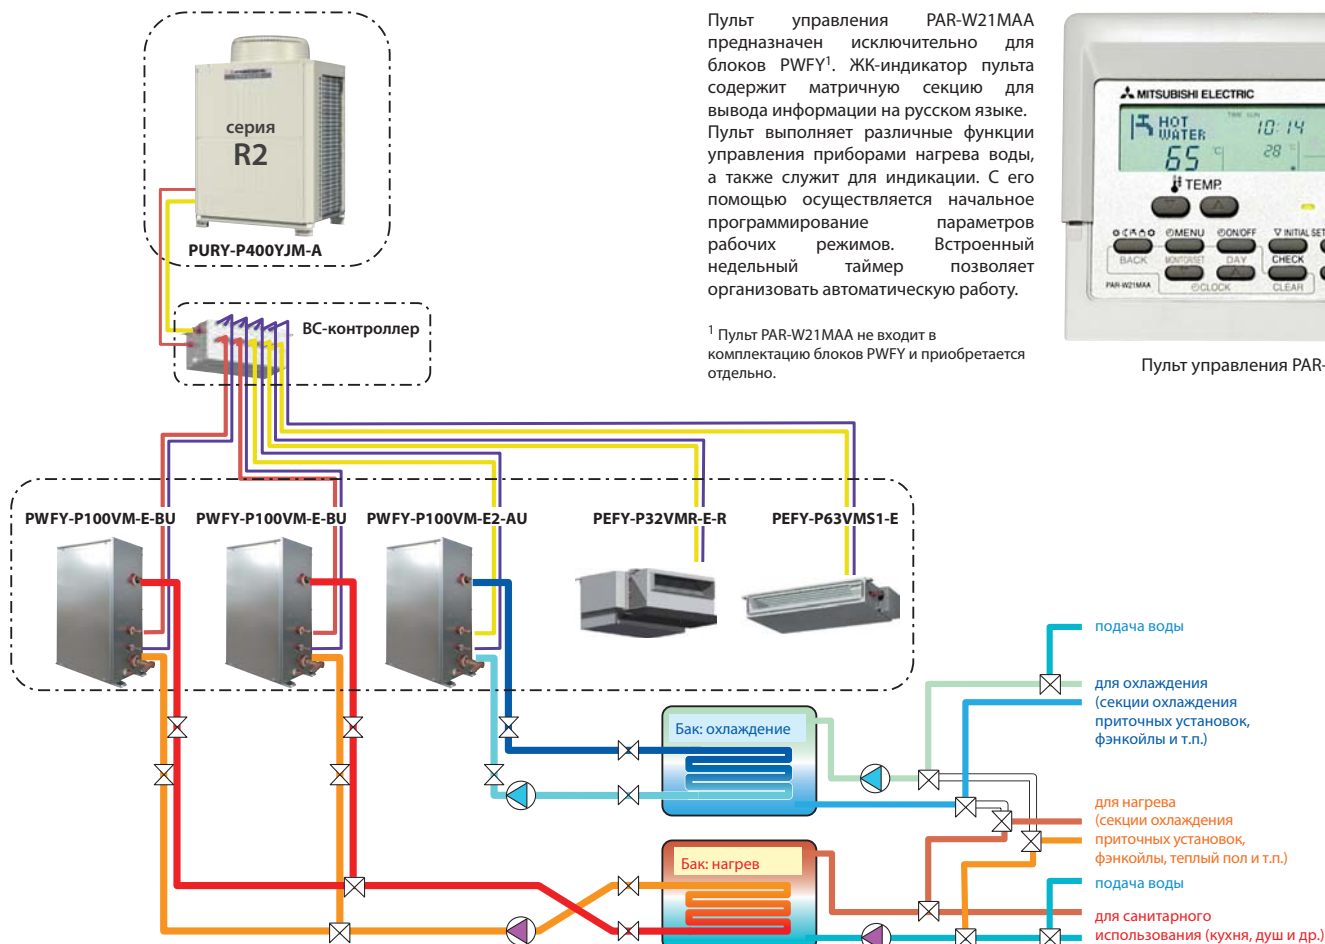 серия
R2
PURY-P400YJM-A
BC-контроллер
Пульт управления PAR-W21MAA
предназначен исключительно для
блоков PWFY¹. ЖК-индикатор пульта
содержит матричную секцию для
вывода информации на русском языке.
Пульт выполняет различные функции
управления приборами нагрева воды,
а также служит для индикации. С его
помощью осуществляется начальное
программирование параметров
рабочих режимов. Встроенный
недельный таймер позволяет
организовать автоматическую работу.
¹ Пульт PAR-W21MAA не входит в
комплектацию блоков PWFY и приобретается
отдельно.
MITSUBISHI ELECTRIC
HOT
WATER
TIME SUN
10:14
65 °C
28 °C
TEMP.
MENU
ON/OFF
INITIAL SET
BACK
MONITOR/SET
DAY
CHECK
PAR-W21MAA
CLOCK
CLEAR
Пульт управления PAR-
PWFY-P100VM-E-BU
PWFY-P100VM-E-BU
PWFY-P100VM-E2-AU
PEFY-P32VMR-E-R
PEFY-P63VMS1-E
Бак: охлаждение
Бак: нагрев
подача воды
для охлаждения
(секции охлаждения
приточных установок,
фэнкойлы и т.п.)
для нагрева
(секции охлаждения
приточных установок,
фэнкойлы, теплый пол и т.п.)
подача воды
для санитарного
использования (кухня, душ и др.)